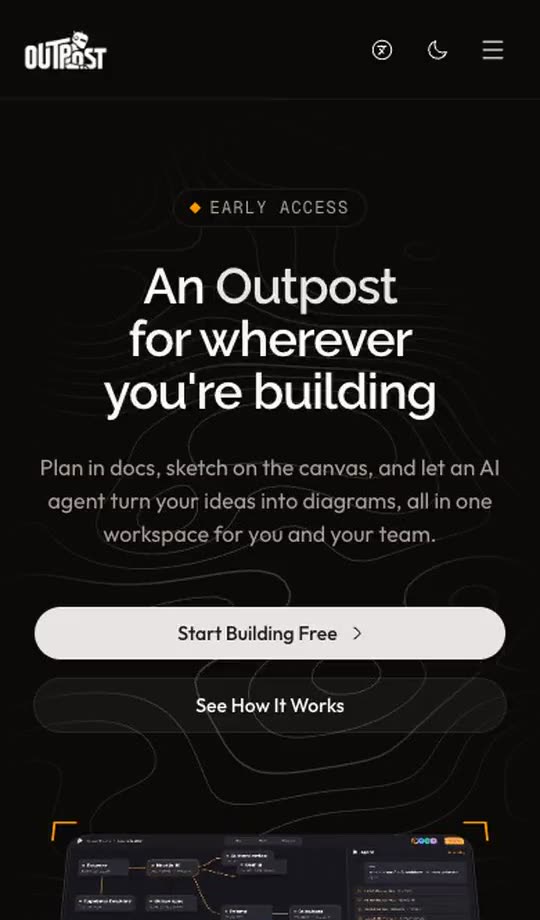 OUTPOST
EARLY ACCESS
An Outpost
for wherever
you're building
Plan in docs, sketch on the canvas, and let an AI
agent turn your ideas into diagrams, all in one
workspace for you and your team.
Start Building Free
See How It Works